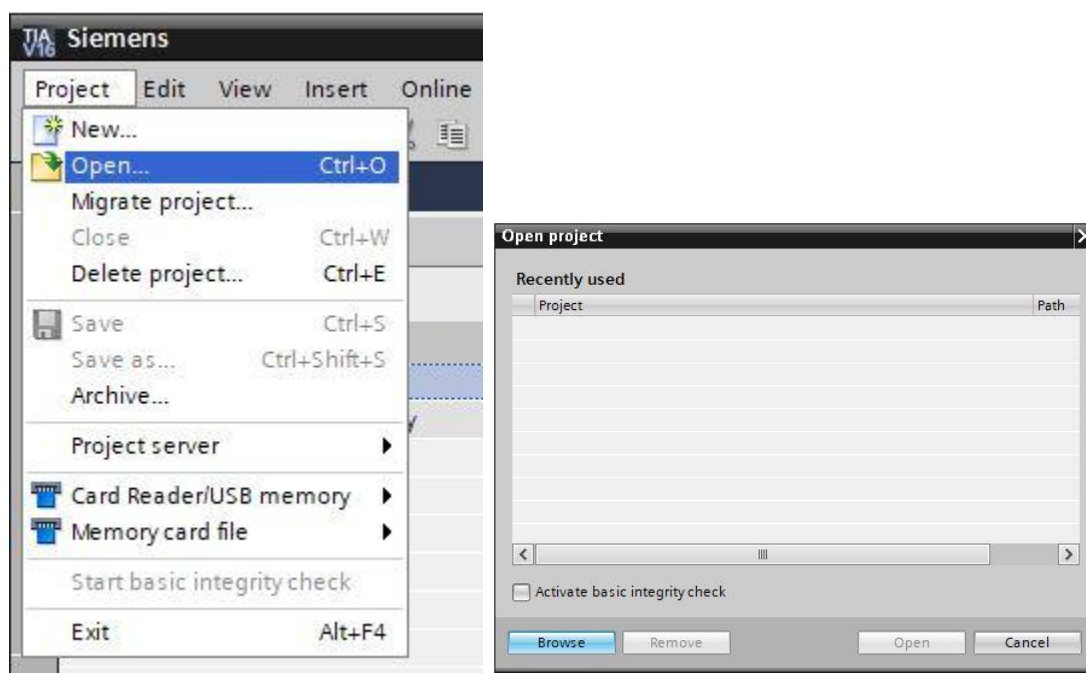 TIA V16 Siemens
Project Edit View Insert Online
New...
Open... Ctrl+O
Migrate project...
Close Ctrl+W
Delete project... Ctrl+E
Save Ctrl+S
Save as... Ctrl+Shift+S
Archive...
Project server
Card Reader/USB memory
Memory card file
Start basic integrity check
Exit Alt+F4
Open project
Recently used
Project Path
Activate basic integrity check
Browse Remove Open Cancel